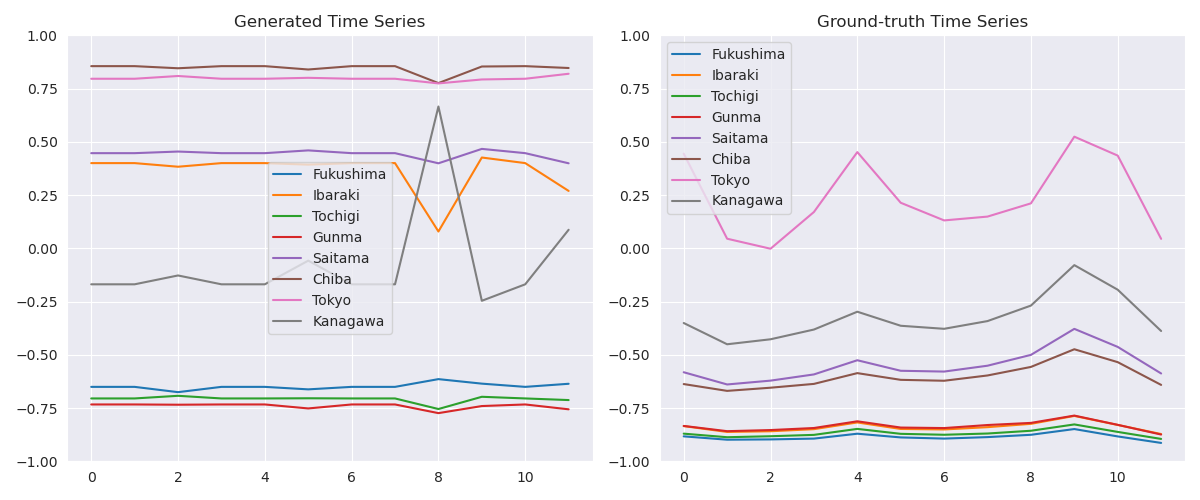 Generated Time Series
1.00
0.75
0.50
0.25
0.00
−0.25
−0.50
−0.75
−1.00
0 2 4 6 8 10
Fukushima
Ibaraki
Tochigi
Gunma
Saitama
Chiba
Tokyo
Kanagawa
Ground-truth Time Series
1.00
0.75
0.50
0.25
0.00
−0.25
−0.50
−0.75
−1.00
0 2 4 6 8 10
Fukushima
Ibaraki
Tochigi
Gunma
Saitama
Chiba
Tokyo
Kanagawa